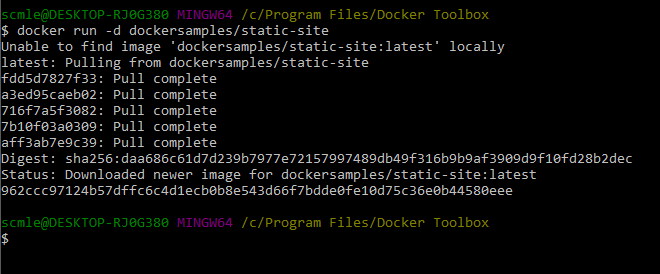 scmle@DESKTOP-RJ0G380 MINGW64 /c/Program Files/Docker Toolbox
$ docker run -d dockersamples/static-site
Unable to find image 'dockersamples/static-site:latest' locally
latest: Pulling from dockersamples/static-site
fdd5d7827f33: Pull complete
a3ed95caeb02: Pull complete
716f7a5f3082: Pull complete
7b10f03a0309: Pull complete
aff3ab7e9c39: Pull complete
Digest: sha256:daa686c61d7d239b7977e72157997489db49f316b9b9af3909d9f10fd28b2dec
Status: Downloaded newer image for dockersamples/static-site:latest
962ccc97124b57dffc6c4d1ecb0b8e543d66f7bdde0fe10d75c36e0b44580eee
scmle@DESKTOP-RJ0G380 MINGW64 /c/Program Files/Docker Toolbox
$